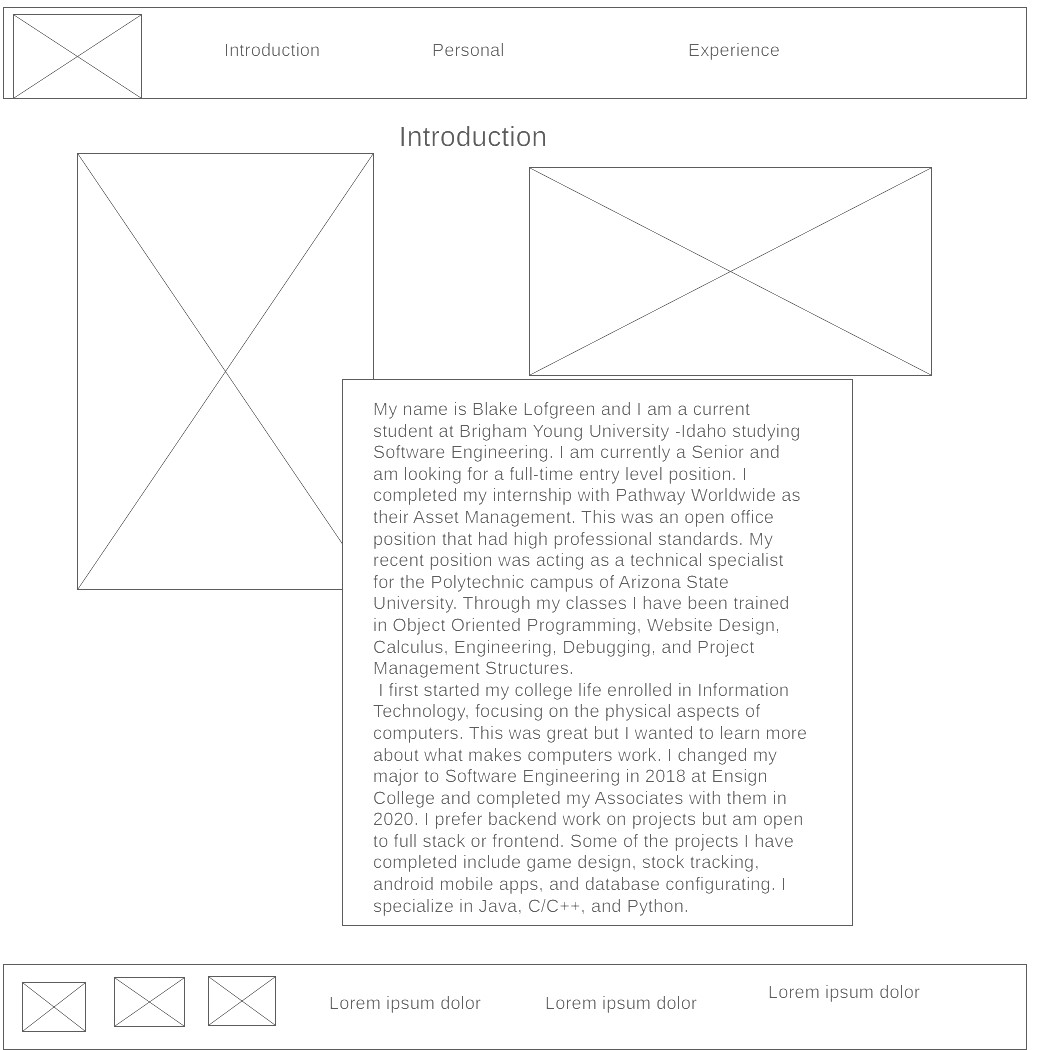 Introduction
Personal
Experience
Introduction
My name is Blake Lofgreen and I am a current
student at Brigham Young University -Idaho studying
Software Engineering. I am currently a Senior and
am looking for a full-time entry level position. I
completed my internship with Pathway Worldwide as
their Asset Management. This was an open office
position that had high professional standards. My
recent position was acting as a technical specialist
for the Polytechnic campus of Arizona State
University. Through my classes I have been trained
in Object Oriented Programming, Website Design,
Calculus, Engineering, Debugging, and Project
Management Structures.
I first started my college life enrolled in Information
Technology, focusing on the physical aspects of
computers. This was great but I wanted to learn more
about what makes computers work. I changed my
major to Software Engineering in 2018 at Ensign
College and completed my Associates with them in
2020. I prefer backend work on projects but am open
to full stack or frontend. Some of the projects I have
completed include game design, stock tracking,
android mobile apps, and database configurating. I
specialize in Java, C/C++, and Python.
Lorem ipsum dolor
Lorem ipsum dolor
Lorem ipsum dolor